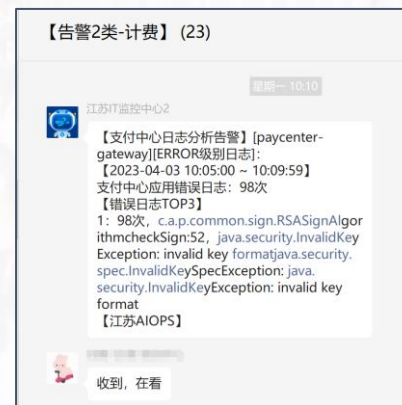 【告警2类-计费】 (23)
星期一 10:10
江苏IT监控中心2
【支付中心日志分析告警】[paycenter-
gateway][ERROR级别日志]:
【2023-04-03 10:05:00 ~ 10:09:59】
支付中心应用错误日志：98次
【错误日志TOP3】
1：98次，c.a.p.common.sign.RSASignAlgor
ithmcheckSign:52，java.security.InvalidKey
Exception: invalid key formatjava.security.
spec.InvalidKeySpecException: java.
security.InvalidKeyException: invalid key
format
【江苏AIOPS】
收到，在看